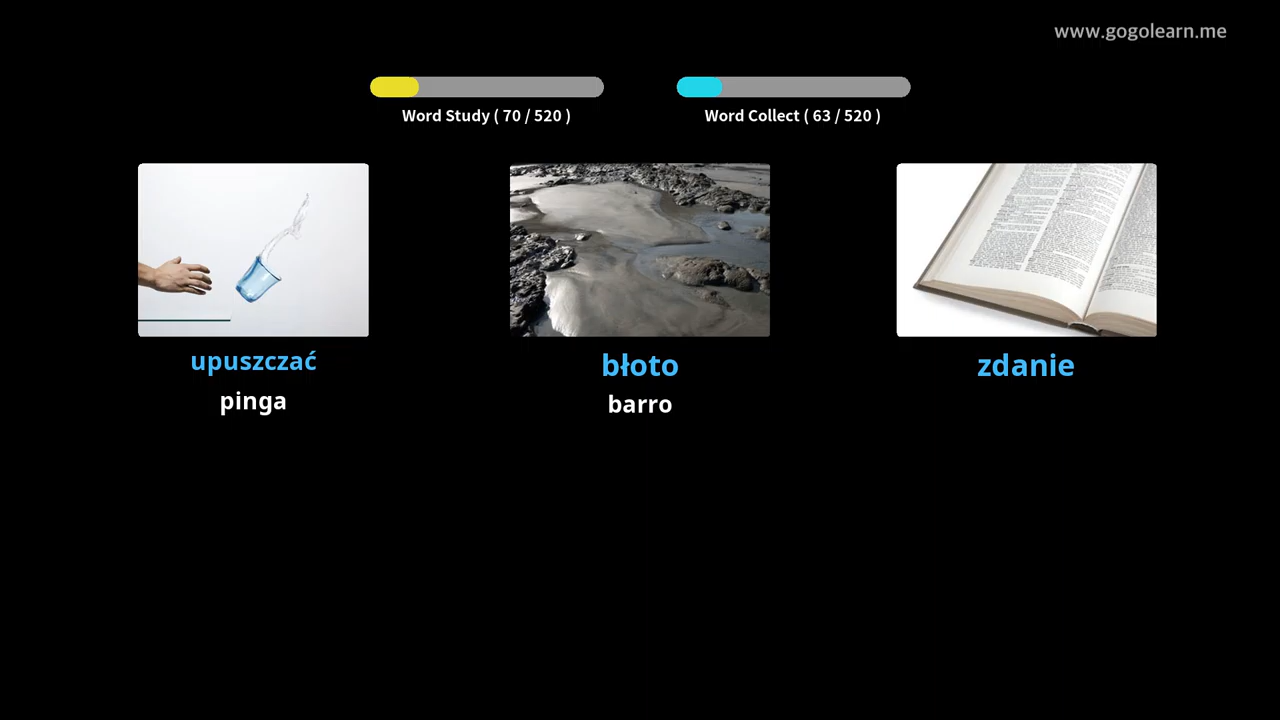 www.gogolearn.me
Word Study ( 70 / 520 )
Word Collect ( 63 / 520 )
upuszczać
pinga
błoto
barro
zdanie